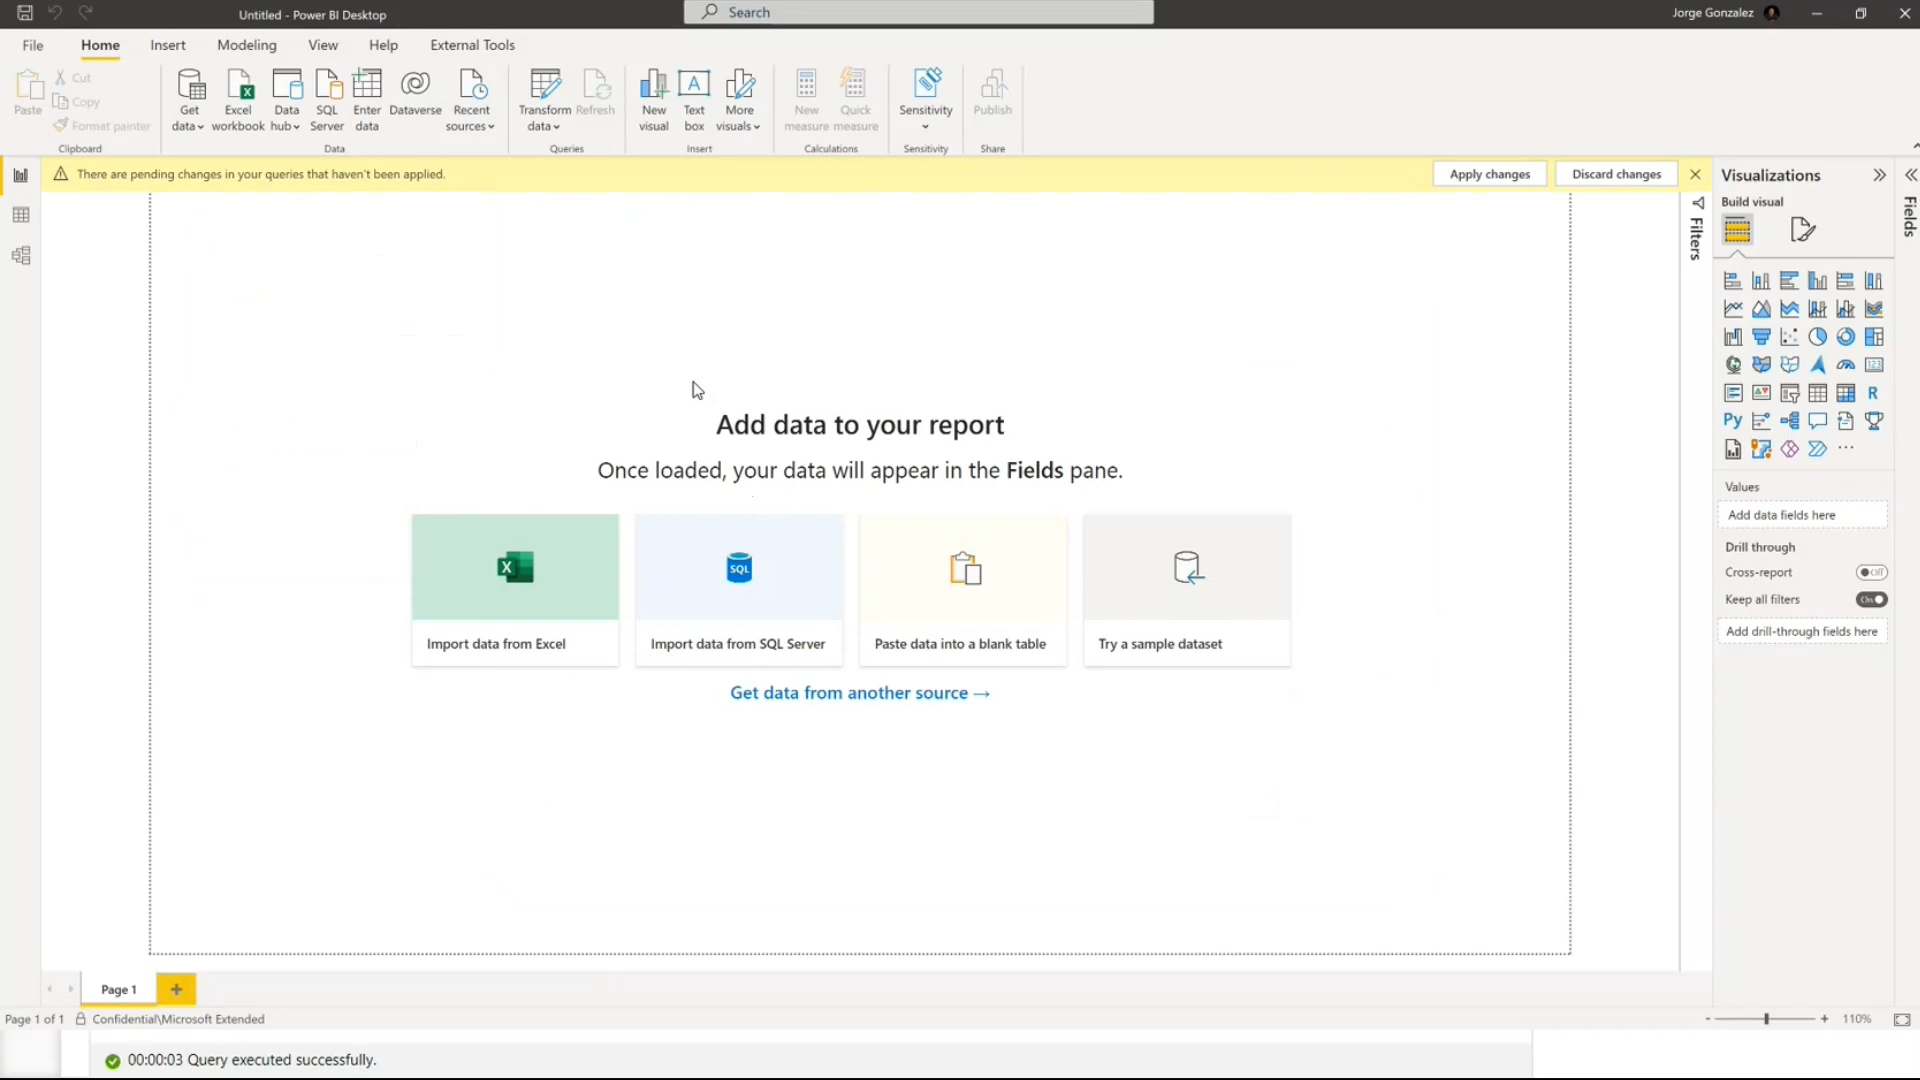 Untitled - Power BI Desktop
Search
Jorge Gonzalez
File Home Insert Modeling View Help External Tools
Paste
Cut
Copy
Format painter
Clipboard
Get data
Excel workbook
Data hub
SQL Server
Enter data
Dataverse
Recent sources
Data
Transform data
Refresh
Queries
New visual
Text box
More visuals
Insert
New measure
Quick measure
Calculations
Sensitivity
Sensitivity
Publish
Share
There are pending changes in your queries that haven't been applied.
Apply changes
Discard changes
Visualizations
Build visual
Filters
Fields
Add data to your report
Once loaded, your data will appear in the Fields pane.
X
SQL
Import data from Excel
Import data from SQL Server
Paste data into a blank table
Try a sample dataset
Get data from another source →
123
R
Py
Values
Add data fields here
Drill through
Cross-report
Off
Keep all filters
On
Add drill-through fields here
Page 1
Page 1 of 1
Confidential\Microsoft Extended
- + 110%
00:00:03 Query executed successfully.